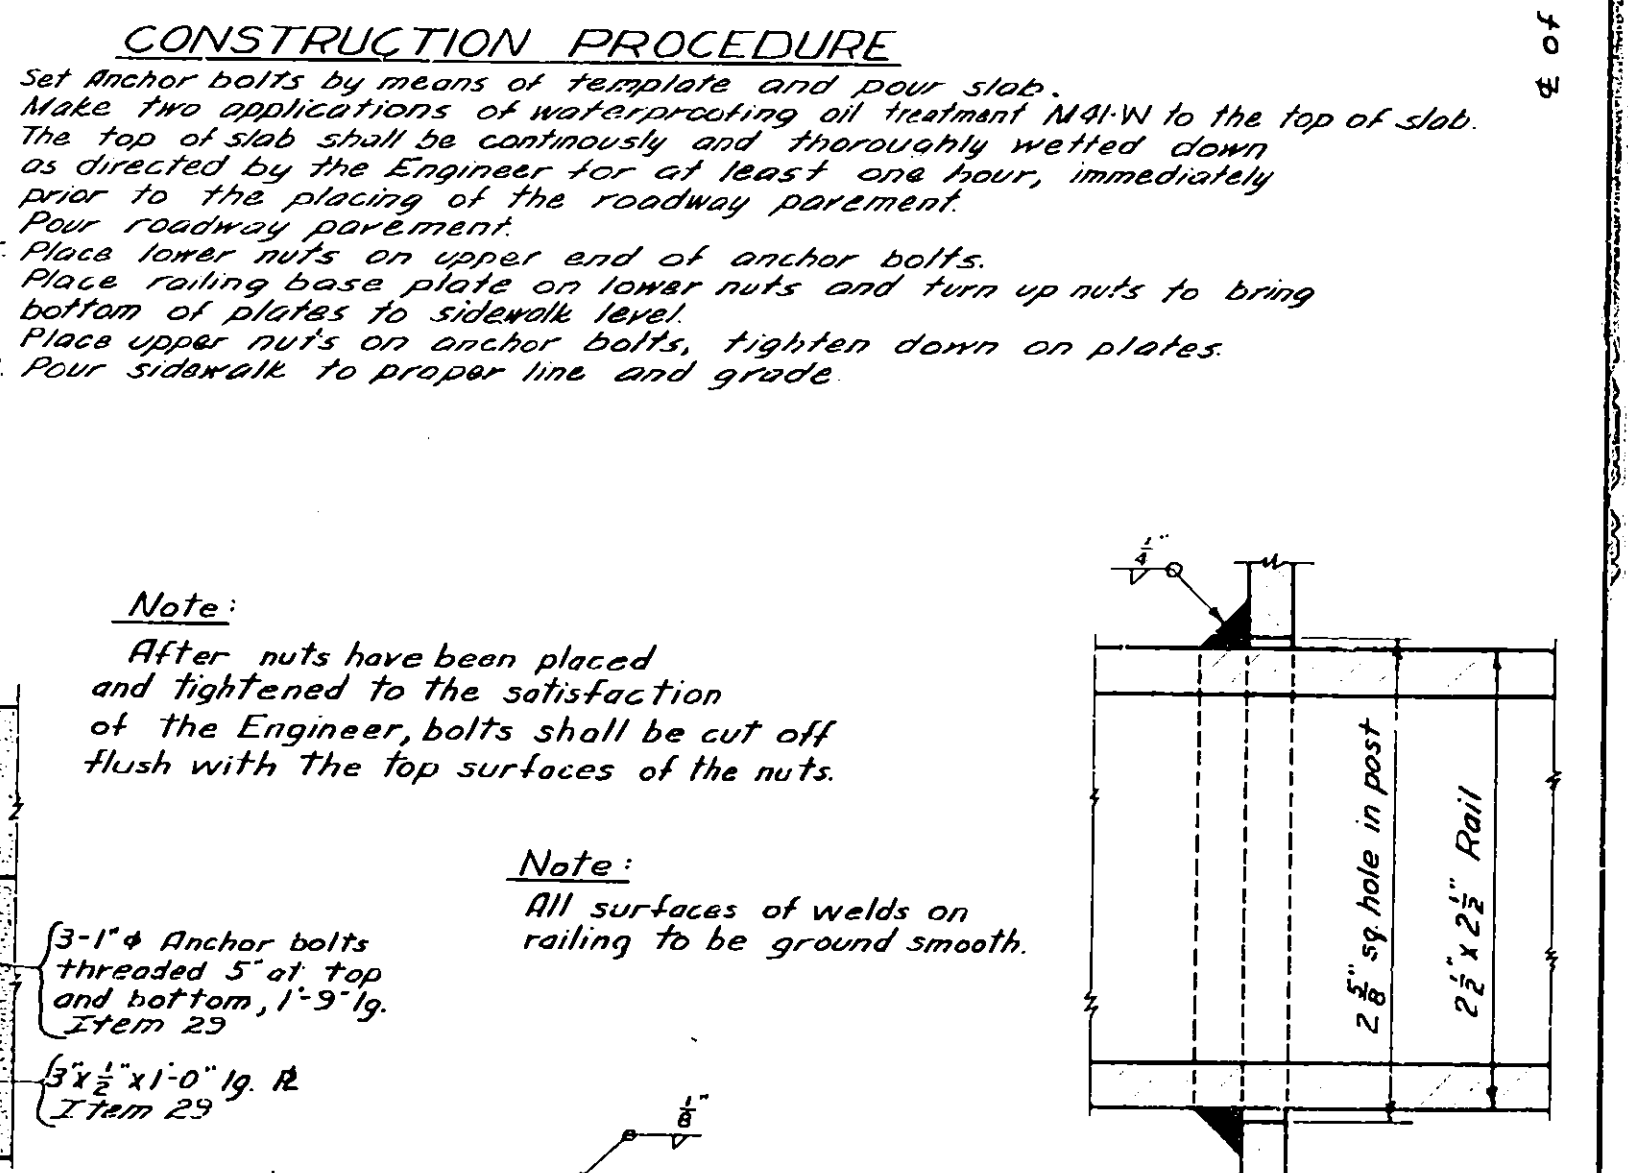 CONSTRUCTION PROCEDURE
Set Anchor bolts by means of template and pour slab.
Make two applications of waterproofing oil treatment M41-W to the top of slab.
The top of slab shall be continously and thoroughly wetted down
as directed by the Engineer for at least one hour, immediately
prior to the placing of the roadway pavement.
Pour roadway pavement.
Place lower nuts on upper end of anchor bolts.
Place railing base plate on lower nuts and turn up nuts to bring
bottom of plates to sidewalk level.
Place upper nuts on anchor bolts, tighten down on plates.
Pour sidewalk to proper line and grade.
Note:
After nuts have been placed
and tightened to the satisfaction
of the Engineer, bolts shall be cut off
flush with the top surfaces of the nuts.
Note:
All surfaces of welds on
railing to be ground smooth.
3-1"ϕ Anchor bolts
threaded 5" at top
and bottom, 1'-9" lg.
Item 29
3"x 1/2" x 1'-0" lg. PL
Item 29
1/8"
1/4"
2 5/8" sq. hole in post
2 1/2" x 2 1/2" Rail